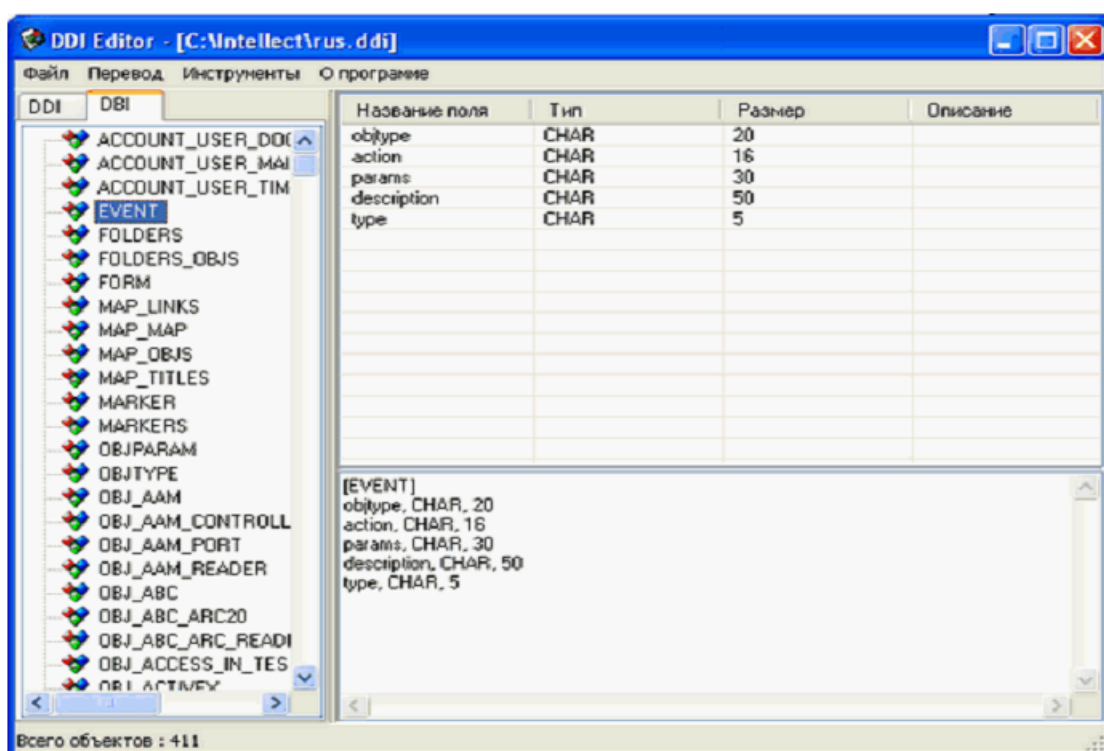 DDI Editor - [C:\Intellect\rus.ddi]
Файл Перевод Инструменты О программе
DDI DBI
ACCOUNT_USER_DO
ACCOUNT_USER_MAI
ACCOUNT_USER_TIM
EVENT
FOLDERS
FOLDERS_OBJS
FORM
MAP_LINKS
MAP_MAP
MAP_OBJS
MAP_TITLES
MARKER
MARKERS
OBJPARAM
OBJTYPE
OBJ_AAM
OBJ_AAM_CONTROLL
OBJ_AAM_PORT
OBJ_AAM_READER
OBJ_ABC
OBJ_ABC_ARC20
OBJ_ABC_ARC_READI
OBJ_ACCESS_IN_TES
OBJ_ACTIVEX
Название поля Тип Размер Описание
objtype CHAR 20
action CHAR 16
params CHAR 30
description CHAR 50
type CHAR 5
[EVENT]
objtype, CHAR, 20
action, CHAR, 16
params, CHAR, 30
description, CHAR, 50
type, CHAR, 5
Всего объектов : 411